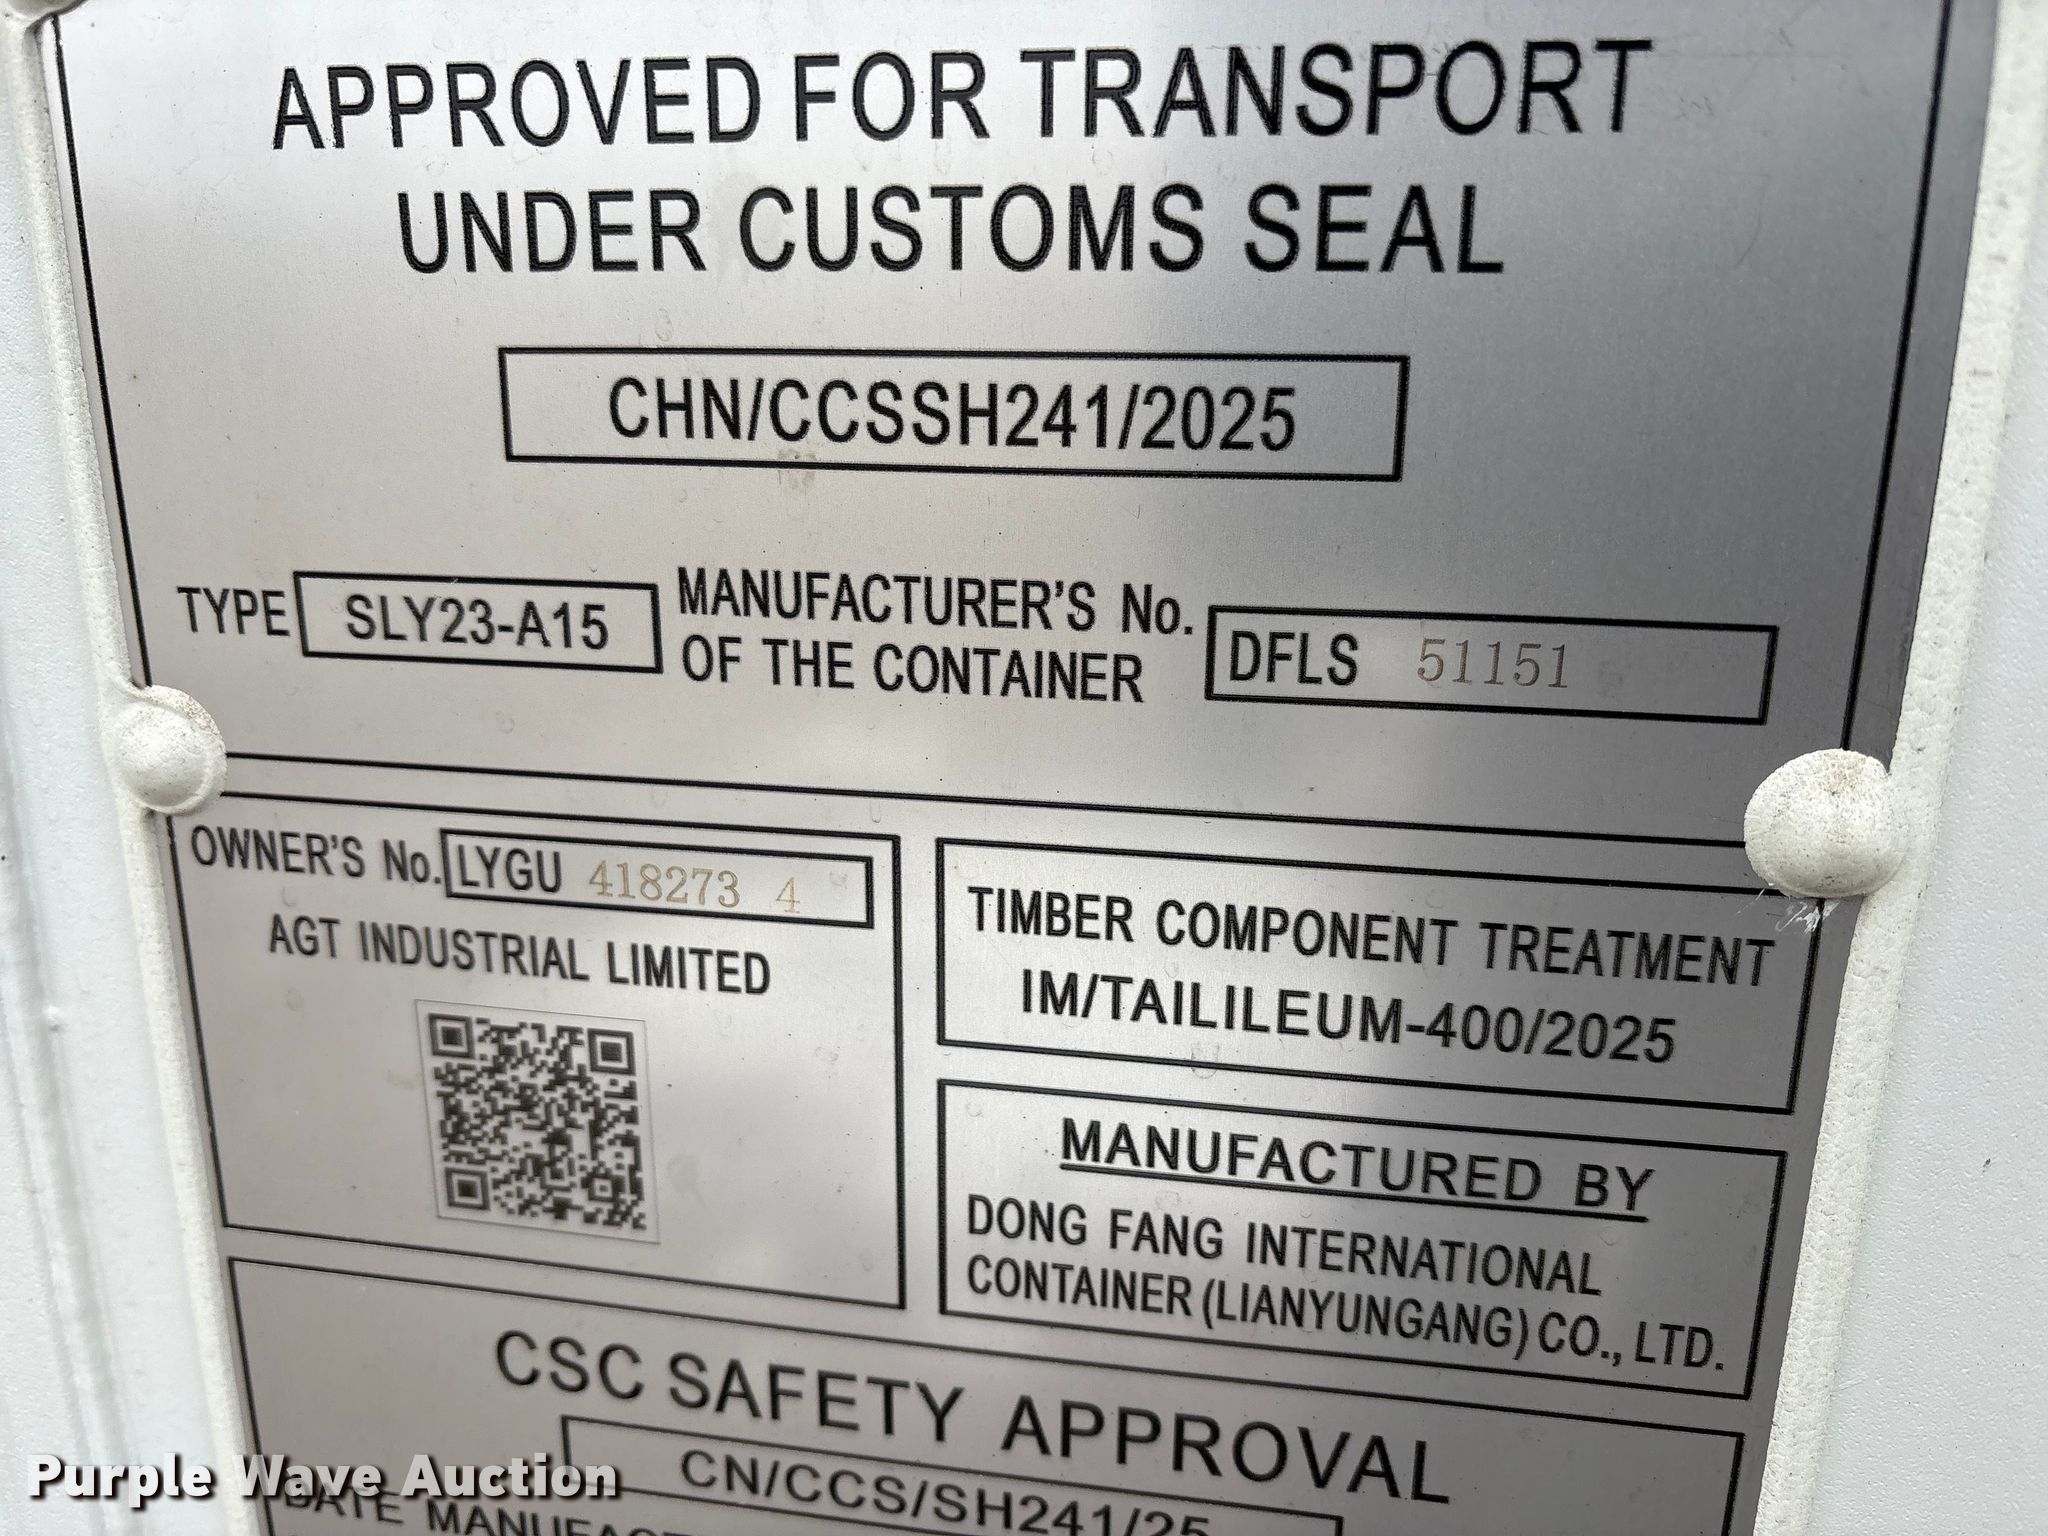 APPROVED FOR TRANSPORT
UNDER CUSTOMS SEAL
CHN/CCSSH241/2025
TYPE SLY23-A15
MANUFACTURER'S No.
OF THE CONTAINER
DFLS 51151
OWNER'S No. LYGU 418273 4
AGT INDUSTRIAL LIMITED
TIMBER COMPONENT TREATMENT
IM/TAILILEUM-400/2025
MANUFACTURED BY
DONG FANG INTERNATIONAL
CONTAINER (LIANYUNGANG) CO., LTD.
CSC SAFETY APPROVAL
CN/CCS/SH241/25
DATE
Purple Wave Auction